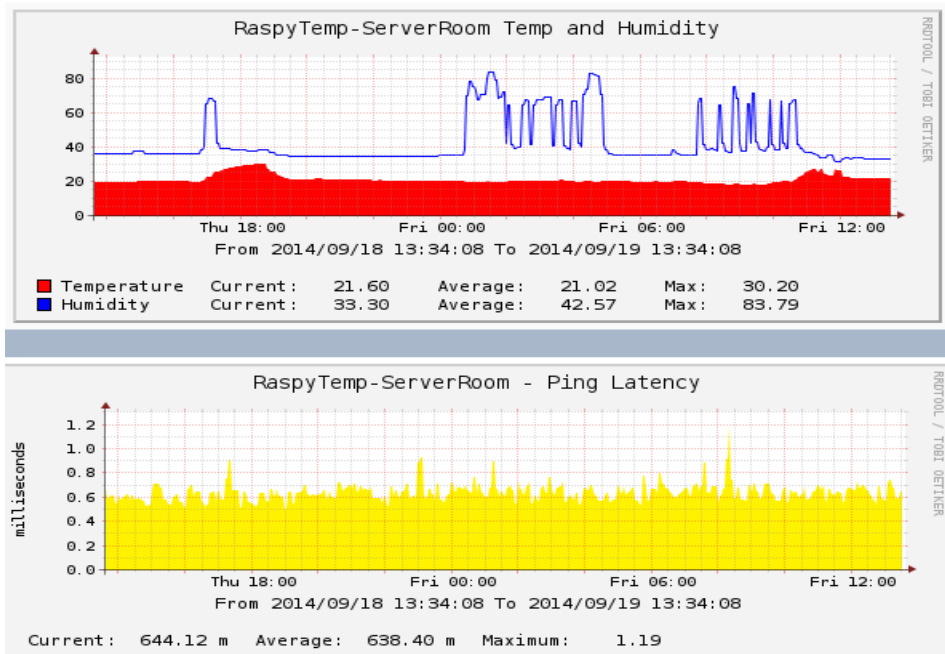 RaspyTemp-ServerRoom Temp and Humidity
RRDTOOL / TOBI OETIKER
80
60
40
20
0
Thu 18:00 Fri 00:00 Fri 06:00 Fri 12:00
From 2014/09/18 13:34:08 To 2014/09/19 13:34:08
Temperature Current: 21.60 Average: 21.02 Max: 30.20
Humidity Current: 33.30 Average: 42.57 Max: 83.79
RaspyTemp-ServerRoom - Ping Latency
RRDTOOL / TOBI OETIKER
milliseconds
1.2
1.0
0.8
0.6
0.4
0.2
0.0
Thu 18:00 Fri 00:00 Fri 06:00 Fri 12:00
From 2014/09/18 13:34:08 To 2014/09/19 13:34:08
Current: 644.12 m Average: 638.40 m Maximum: 1.19